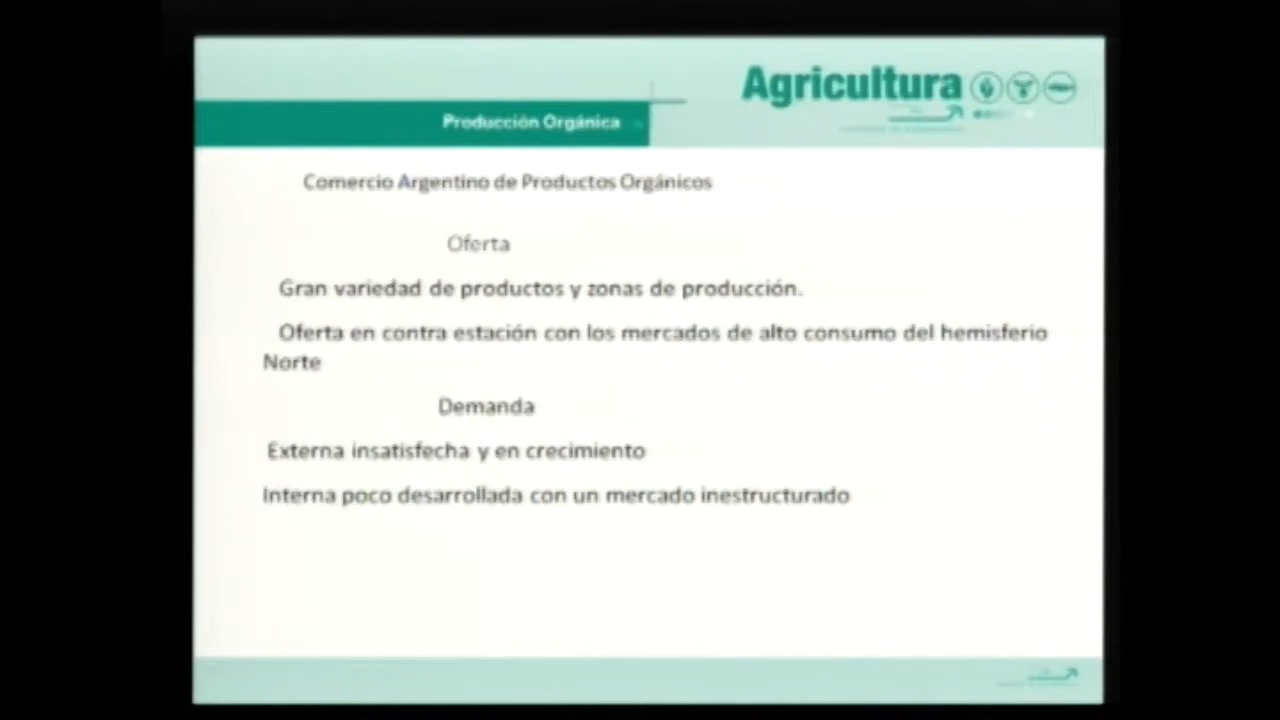 Agricultura
Producción Orgánica
Comercio Argentino de Productos Orgánicos
Oferta
Gran variedad de productos y zonas de producción.
Oferta en contra estación con los mercados de alto consumo del hemisferio
Norte
Demanda
Externa insatisfecha y en crecimiento
Interna poco desarrollada con un mercado inestructurado